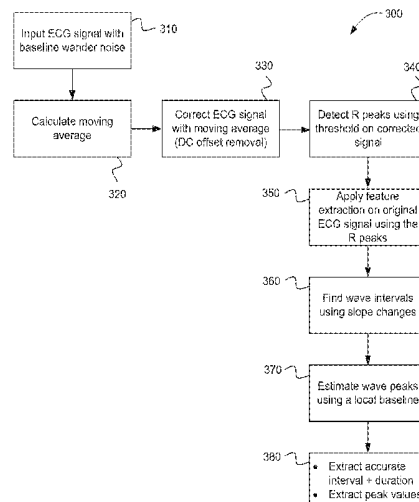 300
310
Input ECG signal with
baseline wander noise
Calculate moving
average
320
330
Correct ECG signal
with moving average
(DC offset removal)
340
Detect R peaks using
threshold on corrected
signal
350
Apply feature
extraction on original
ECG signal using the
R peaks
360
Find wave intervals
using slope changes
370
Estimate wave peaks
using a local baseline
380
• Extract accurate
interval + duration
• Extract peak values